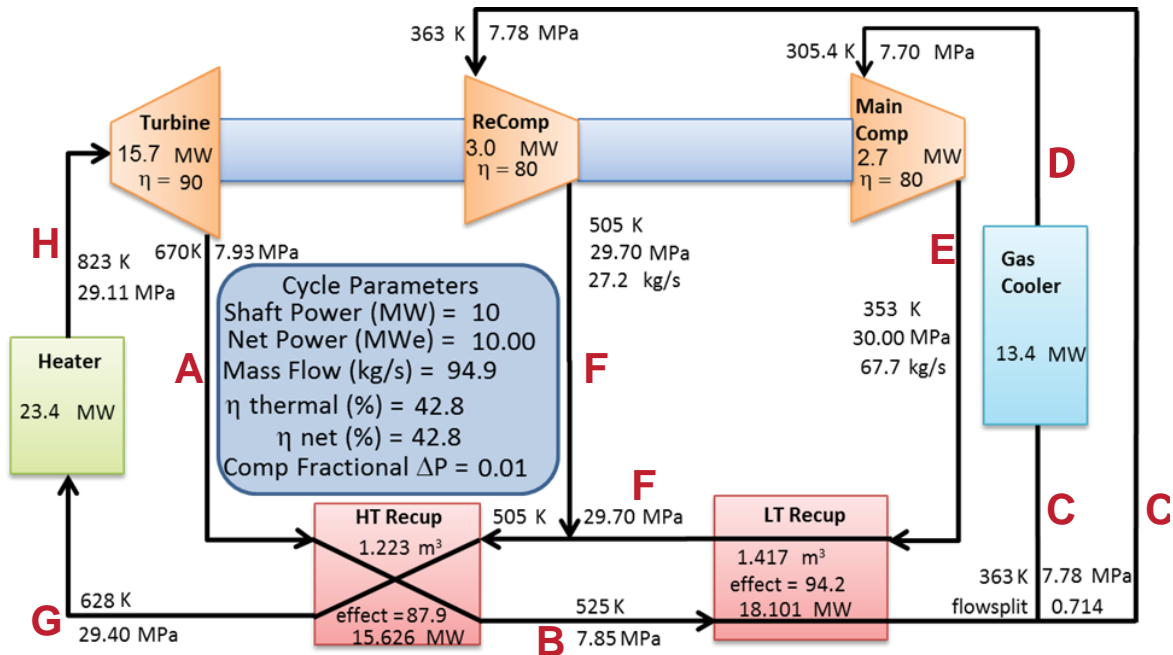 363 K 7.78 MPa
305.4 K 7.70 MPa
Turbine
15.7 MW
η = 90
ReComp
3.0 MW
η = 80
Main
Comp
2.7 MW
η = 80
D
H
823 K
29.11 MPa
670K 7.93 MPa
505 K
29.70 MPa
27.2 kg/s
E
Gas
Cooler
13.4 MW
353 K
30.00 MPa
67.7 kg/s
Cycle Parameters
Shaft Power (MW) = 10
Net Power (MWe) = 10.00
Mass Flow (kg/s) = 94.9
η thermal (%) = 42.8
η net (%) = 42.8
Comp Fractional ΔP = 0.01
Heater
23.4 MW
A
F
F
C
C
HT Recup
1.223 m³
effect =87.9
15.626 MW
505 K 29.70 MPa
LT Recup
1.417 m³
effect = 94.2
18.101 MW
363 K 7.78 MPa
flowsplit 0.714
G
628 K
29.40 MPa
525K
7.85 MPa
B